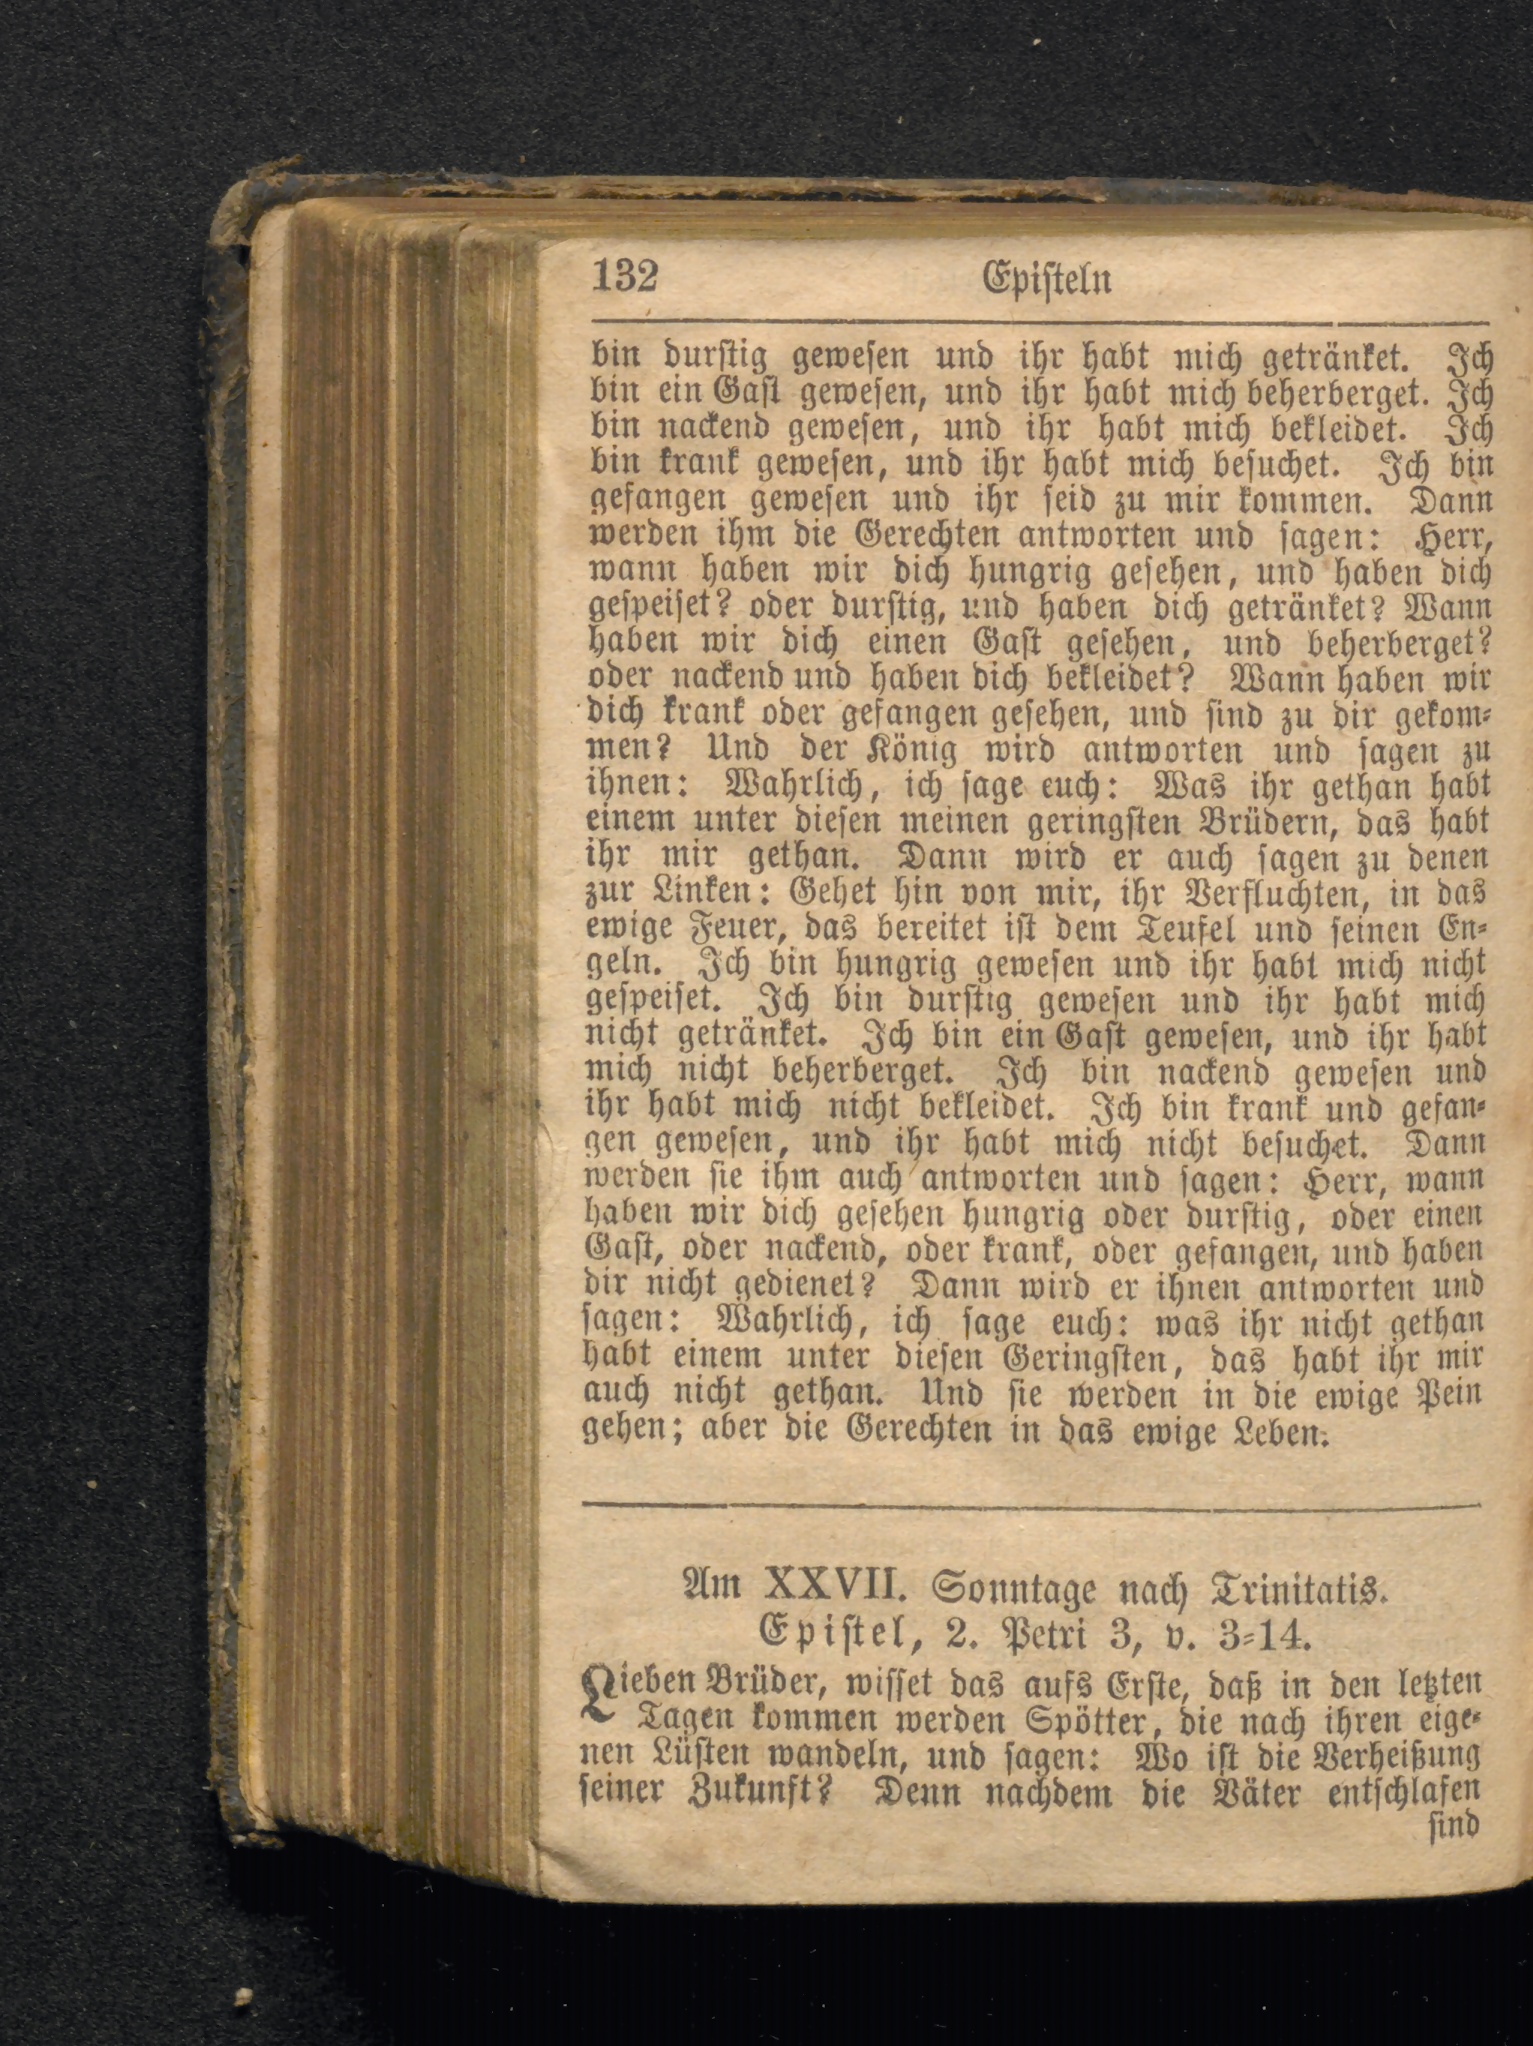 132 Episteln
bin durstig gewesen und ihr habt mich getränket. Ich
bin ein Gast gewesen, und ihr habt mich beherberget. Ich
bin nackend gewesen, und ihr habt mich bekleidet. Ich
bin krank gewesen, und ihr habt mich besuchet. Ich bin
gefangen gewesen und ihr seid zu mir kommen. Dann
werden ihm die Gerechten antworten und sagen: Herr,
wann haben wir dich hungrig gesehen, und haben dich
gespeiset? oder durstig, und haben dich getränket? Wann
haben wir dich einen Gast gesehen, und beherberget?
oder nackend und haben dich bekleidet? Wann haben wir
dich krank oder gefangen gesehen, und sind zu dir gekom-
men? Und der König wird antworten und sagen zu
ihnen: Wahrlich, ich sage euch: Was ihr gethan habt
einem unter diesen meinen geringsten Brüdern, das habt
ihr mir gethan. Dann wird er auch sagen zu denen
zur Linken: Gehet hin von mir, ihr Verfluchten, in das
ewige Feuer, das bereitet ist dem Teufel und seinen En-
geln. Ich bin hungrig gewesen und ihr habt mich nicht
gespeiset. Ich bin durstig gewesen und ihr habt mich
nicht getränket. Ich bin ein Gast gewesen, und ihr habt
mich nicht beherberget. Ich bin nackend gewesen und
ihr habt mich nicht bekleidet. Ich bin krank und gefan-
gen gewesen, und ihr habt mich nicht besuchet. Dann
werden sie ihm auch antworten und sagen: Herr, wann
haben wir dich gesehen hungrig oder durstig, oder einen
Gast, oder nackend, oder krank, oder gefangen, und haben
dir nicht gedienet? Dann wird er ihnen antworten und
sagen: Wahrlich, ich sage euch: was ihr nicht gethan
habt einem unter diesen Geringsten, das habt ihr mir
auch nicht gethan. Und sie werden in die ewige Pein
gehen; aber die Gerechten in das ewige Leben.
Am XXVII. Sonntage nach Trinitatis.
Epistel, 2. Petri 3, v. 3-14.
Lieben Brüder, wisset das aufs Erste, daß in den letzten
Tagen kommen werden Spötter, die nach ihren eige-
nen Lüsten wandeln, und sagen: Wo ist die Verheißung
seiner Zukunft? Denn nachdem die Väter entschlafen
sind